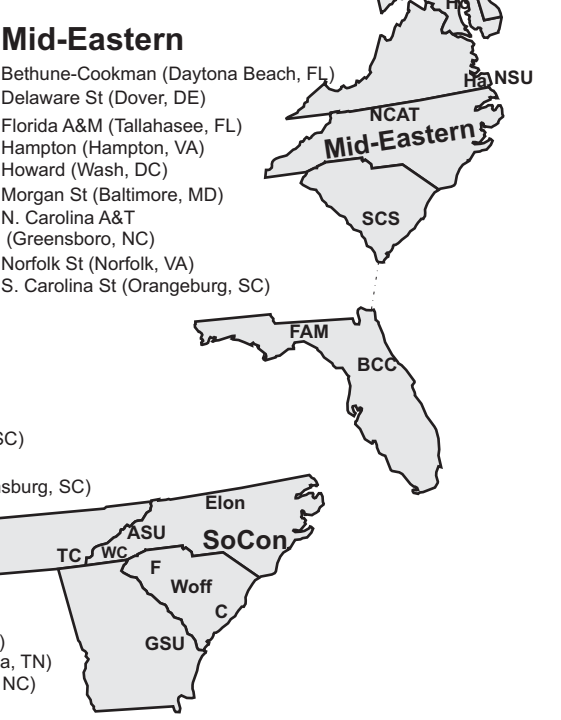 Mid-Eastern
Bethune-Cookman (Daytona Beach, FL)
Delaware St (Dover, DE)
Florida A&M (Tallahasee, FL)
Hampton (Hampton, VA)
Howard (Wash, DC)
Morgan St (Baltimore, MD)
N. Carolina A&T
(Greensboro, NC)
Norfolk St (Norfolk, VA)
S. Carolina St (Orangeburg, SC)
Ho
Ha
NSU
NCAT
Mid-Eastern
SCS
FAM
BCC
SC)
sburg, SC)
Elon
ASU
SoCon
TC
WC
F
Woff
C
GSU
)
a, TN)
NC)